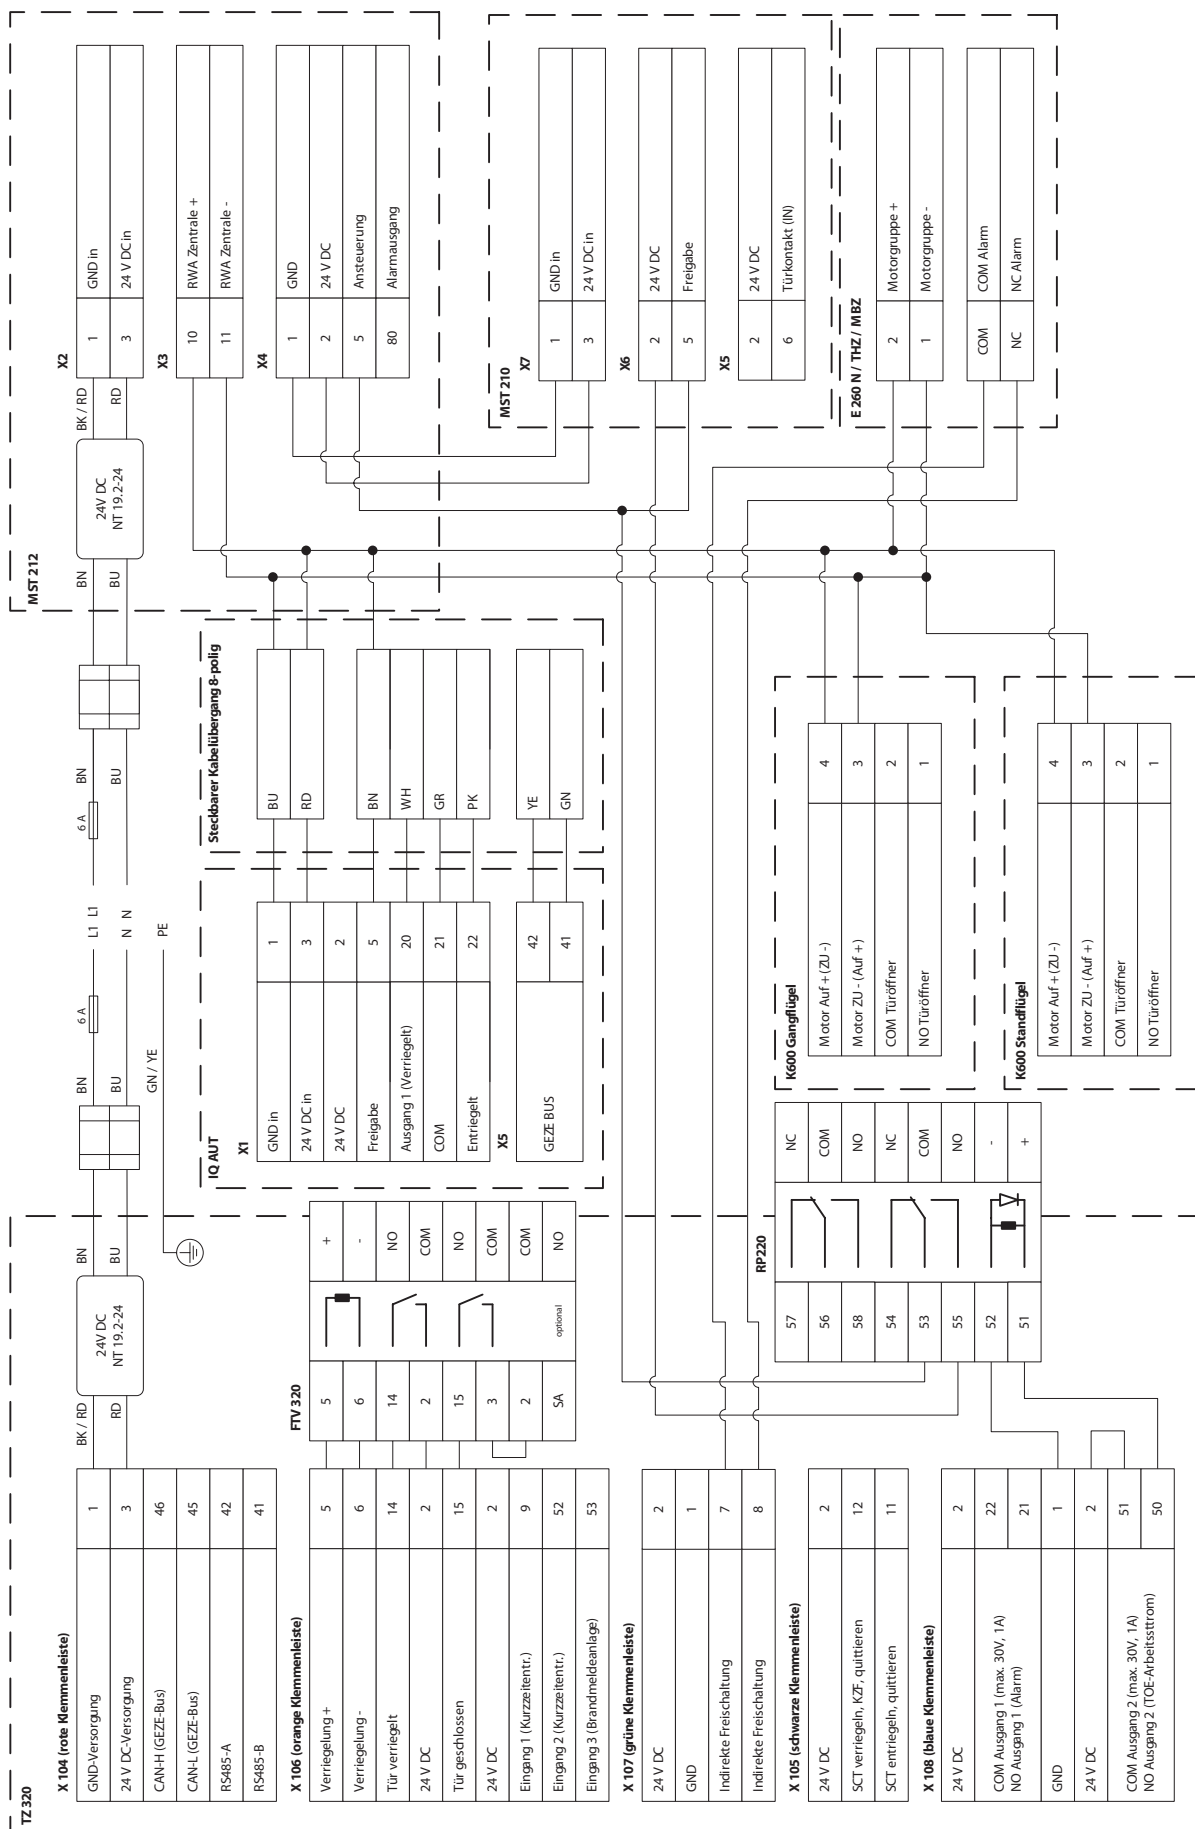 TZ 320
X 104 (rote Klemmenleiste)
GND-Versorgung 1
24 V DC-Versorgung 3
CAN-H (GEZE-Bus) 46
CAN-L (GEZE-Bus) 45
RS485-A 42
RS485-B 41
BK / RD
RD
24V DC
NT 19.2-24
BN
BU
GN / YE
BN
BU
6 A
L1 L1
N N
PE
6 A
BN
BU
BN
BU
24V DC
NT 19.2-24
BK / RD
RD
X 106 (orange Klemmenleiste)
Verriegelung + 5
Verriegelung - 6
Tür verriegelt 14
24 V DC 2
Tür geschlossen 15
24 V DC 2
Eingang 1 (Kurzzeitentr.) 9
Eingang 2 (Kurzzeitentr.) 52
Eingang 3 (Brandmeldeanlage) 53
FTV 320
5 +
6 -
14 NO
2 COM
15 NO
3 COM
2 COM
SA optional NO
X 107 (grüne Klemmenleiste)
24 V DC 2
GND 1
Indirekte Freischaltung 7
Indirekte Freischaltung 8
X 105 (schwarze Klemmenleiste)
24 V DC 2
SCT verriegeln, KZF, quittieren 12
SCT entriegeln, quittieren 11
X 108 (blaue Klemmenleiste)
24 V DC 2
COM Ausgang 1 (max. 30V, 1A) 22
NO Ausgang 1 (Alarm) 21
GND 1
24 V DC 2
COM Ausgang 2 (max. 30V, 1A) 51
NO Ausgang 2 (TOE-Arbeitsstrom) 50
RP220
57 NC
56 COM
58 NO
54 NC
53 COM
55 NO
52 -
51 +
IQ AUT
X1
GND in 1
24 V DC in 3
24 V DC 2
Freigabe 5
Ausgang 1 (Verriegelt) 20
COM 21
Entriegelt 22
X5
GEZE BUS 42
41
Steckbarer Kabelübergang 8-polig
BU
RD
BN
WH
GR
PK
YE
GN
K600 Gangflügel
Motor Auf + (ZU -) 4
Motor ZU - (Auf +) 3
COM Türöffner 2
NO Türöffner 1
K600 Standflügel
Motor Auf + (ZU -) 4
Motor ZU - (Auf +) 3
COM Türöffner 2
NO Türöffner 1
MST 212
X2
1 GND in
3 24 V DC in
X3
10 RWA Zentrale +
11 RWA Zentrale -
X4
1 GND
2 24 V DC
5 Ansteuerung
80 Alarmausgang
MST 210
X7
1 GND in
3 24 V DC in
X6
2 24 V DC
5 Freigabe
X5
2 24 V DC
6 Türkontakt (IN)
E 260 N / THZ / MBZ
2 Motorgruppe +
1 Motorgruppe -
COM COM Alarm
NC NC Alarm